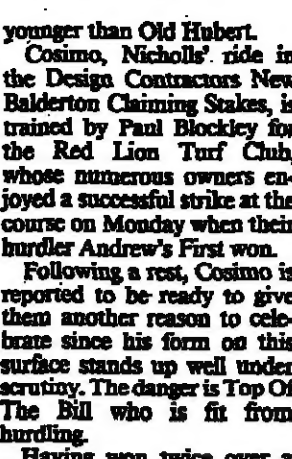 younger than Old Hubert.
Cosimo, Nicholls'. ride in
the Design Contractors New
Balderton Claiming Stakes, is
trained by Paul Blockley for
the Red Lion Turf Club,
whose numerous owners en-
joyed a successful strike at the
course on Monday when their
hurdler Andrew's First won.
Following a rest, Cosimo is
reported to be ready to give
them another reason to cele-
brate since his form on this
surface stands up well under
scrutiny. The danger is Top Of
The Bill who is fit from
hurdling.
Having won twice over a